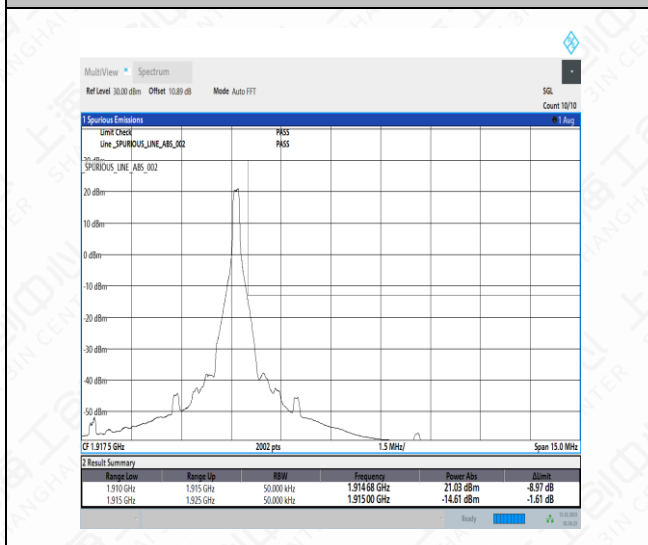 MultiView Spectrum
Ref Level 30.00 dBm Offset 10.89 dB Mode Auto FFT SGL
Count 10/10
1 Spurious Emissions 1 Avg
Limit Check PASS
Line _SPURIOUS_LINE_ABS_002 PASS
_SPURIOUS_LINE_ABS_002
20 dBm
10 dBm
0 dBm
-10 dBm
-20 dBm
-30 dBm
-40 dBm
-50 dBm
CF 1.9175 GHz 2002 pts 1.5 MHz/ Span 15.0 MHz
2 Result Summary
Range Low Range Up RBW Frequency Power Abs ΔLimit
1.910 GHz 1.915 GHz 50.000 kHz 1.91468 GHz 21.03 dBm -8.97 dB
1.915 GHz 1.925 GHz 50.000 kHz 1.91500 GHz -14.61 dBm -1.61 dB
Ready